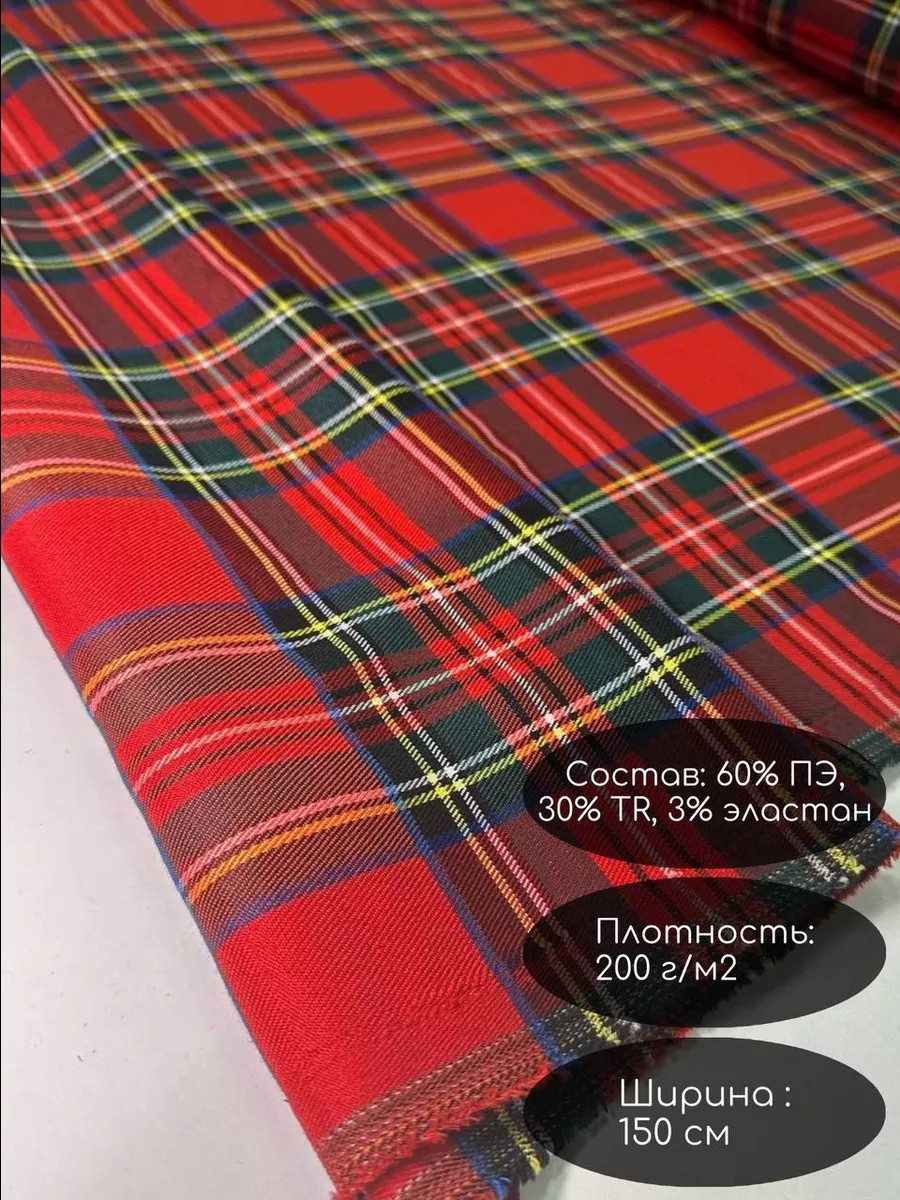 Состав: 60% ПЭ,
30% TR, 3% эластан
Плотность:
200 г/м2
Ширина :
150 см